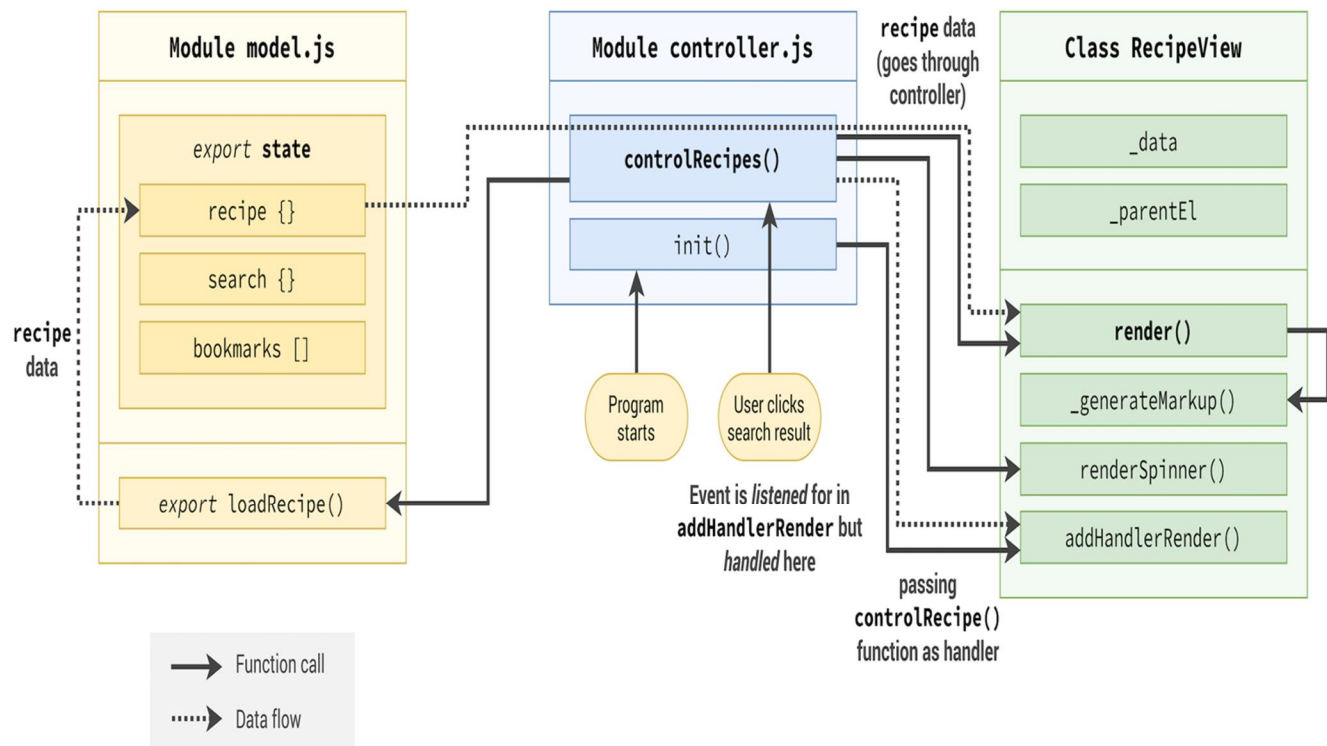 Module model.js
export state
recipe {}
search {}
bookmarks []
recipe
data
export loadRecipe()
Module controller.js
controlRecipes()
init()
Program
starts
User clicks
search result
Event is listened for in
addHandlerRender but
handled here
recipe data
(goes through
controller)
passing
controlRecipe()
function as handler
Class RecipeView
_data
_parentEl
render()
_generateMarkup()
renderSpinner()
addHandlerRender()
Function call
Data flow